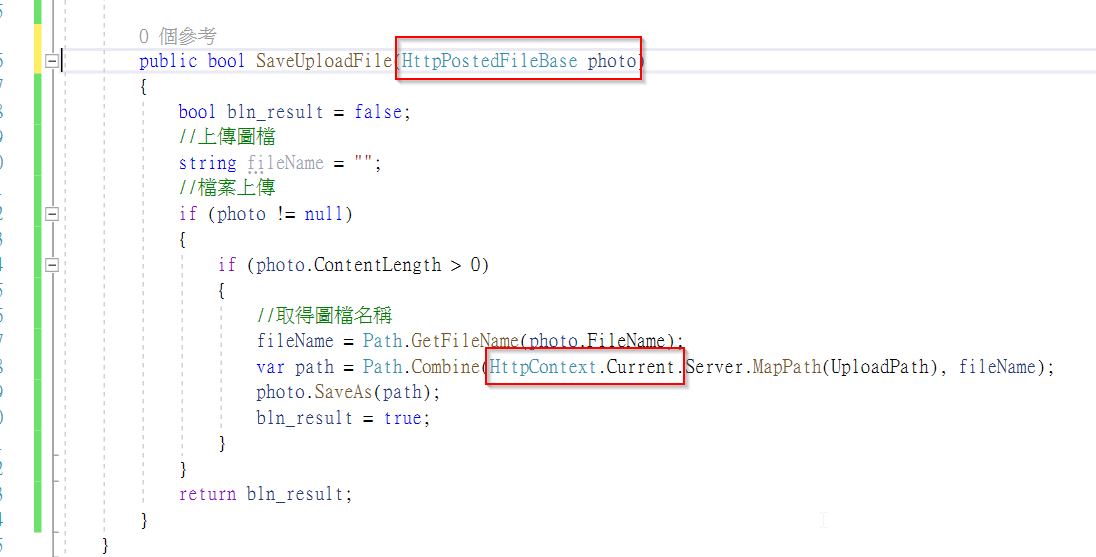 0 個參考
public bool SaveUploadFile(HttpPostedFileBase photo)
{
bool bln_result = false;
//上傳圖檔
string fileName = "";
//檔案上傳
if (photo != null)
{
if (photo.ContentLength > 0)
{
//取得圖檔名稱
fileName = Path.GetFileName(photo.FileName);
var path = Path.Combine(HttpContext.Current.Server.MapPath(UploadPath), fileName);
photo.SaveAs(path);
bln_result = true;
}
}
return bln_result;
}
}